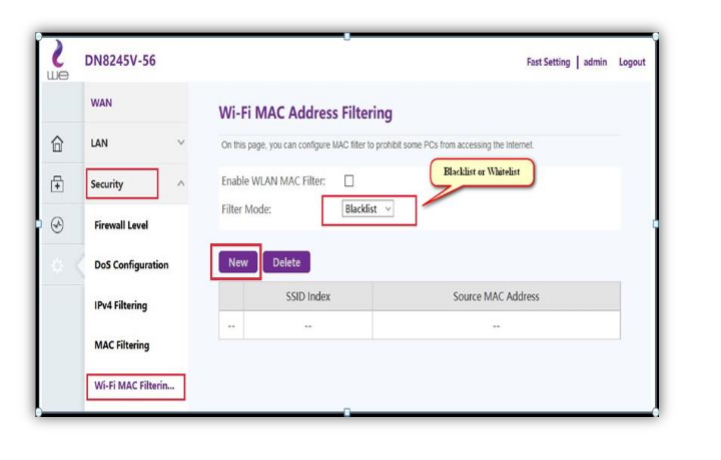 we
DN8245V-56
Fast Setting | admin Logout
WAN
LAN
Security
Firewall Level
DoS Configuration
IPv4 Filtering
MAC Filtering
Wi-Fi MAC Filterin...
Wi-Fi MAC Address Filtering
On this page, you can configure MAC filter to prohibit some PCs from accessing the Internet.
Enable WLAN MAC Filter:
Blacklist or Whitelist
Filter Mode: Blacklist
New Delete
SSID Index Source MAC Address
-- -- --